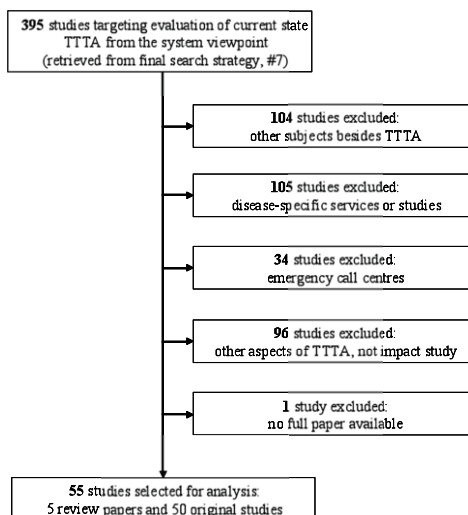 395 studies targeting evaluation of current state
TTTA from the system viewpoint
(retrieved from final search strategy, #7)
104 studies excluded:
other subjects besides TTTA
105 studies excluded:
disease-specific services or studies
34 studies excluded:
emergency call centres
96 studies excluded:
other aspects of TTTA, not impact study
1 study excluded:
no full paper available
55 studies selected for analysis:
5 review papers and 50 original studies